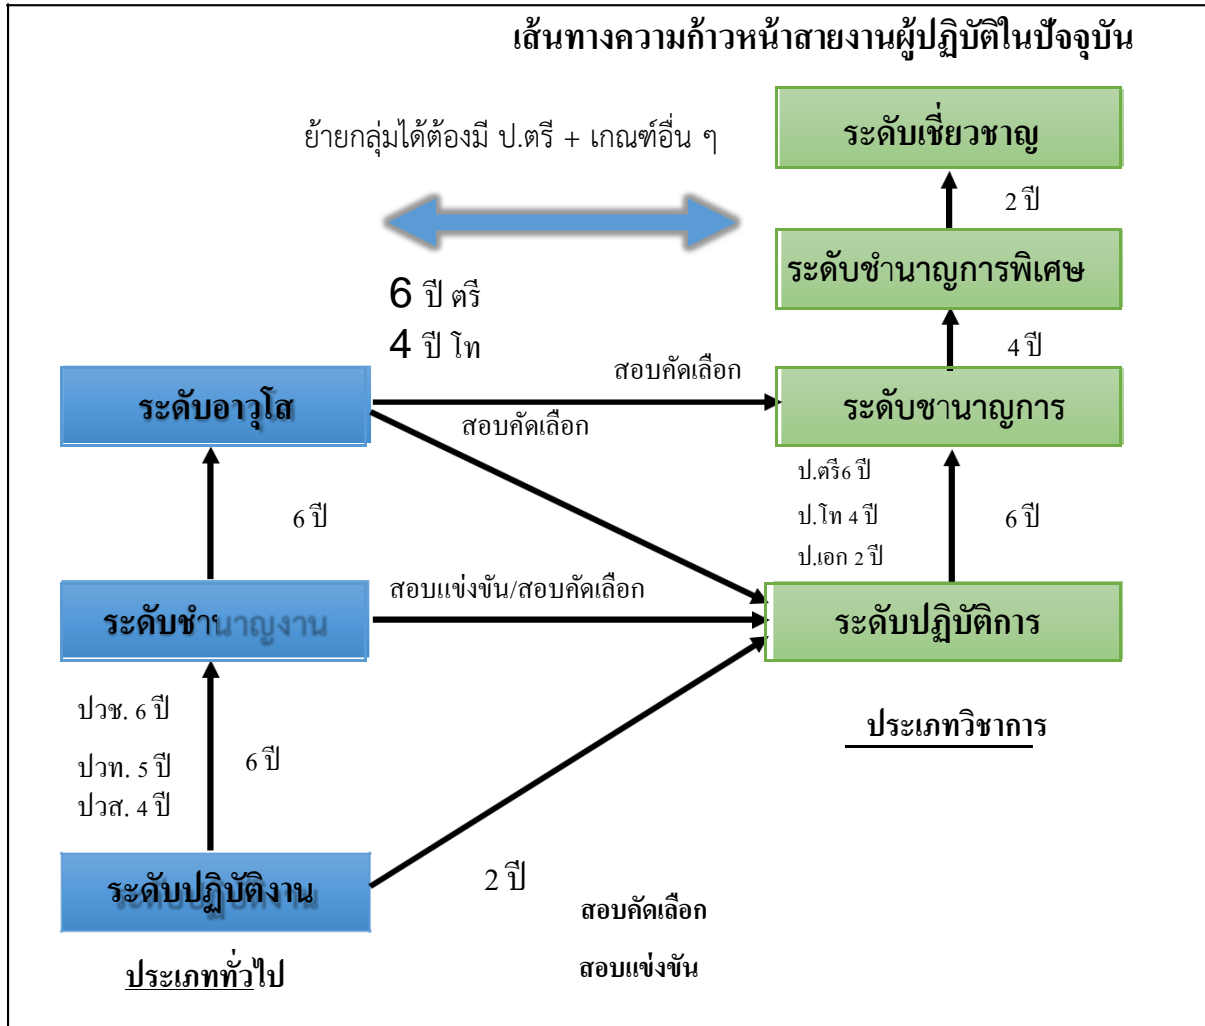 เส้นทางความก้าวหน้าสายงานผู้ปฏิบัติในปัจจุบัน
ย้ายกลุ่มได้ต้องมี ป.ตรี + เกณฑ์อื่น ๆ
ระดับเชี่ยวชาญ
2 ปี
ระดับชำนาญการพิเศษ
6 ปี ตรี
4 ปี โท
4 ปี
สอบคัดเลือก
ระดับอาวุโส
ระดับชานาญการ
สอบคัดเลือก
ป.ตรี6 ปี
ป.โท 4 ปี
ป.เอก 2 ปี
6 ปี
6 ปี
สอบแข่งขัน/สอบคัดเลือก
ระดับชำนาญงาน
ระดับปฏิบัติการ
ปวช. 6 ปี
ปวท. 5 ปี
ปวส. 4 ปี
6 ปี
ประเภทวิชาการ
ระดับปฏิบัติงาน
2 ปี
สอบคัดเลือก
สอบแข่งขัน
ประเภททั่วไป